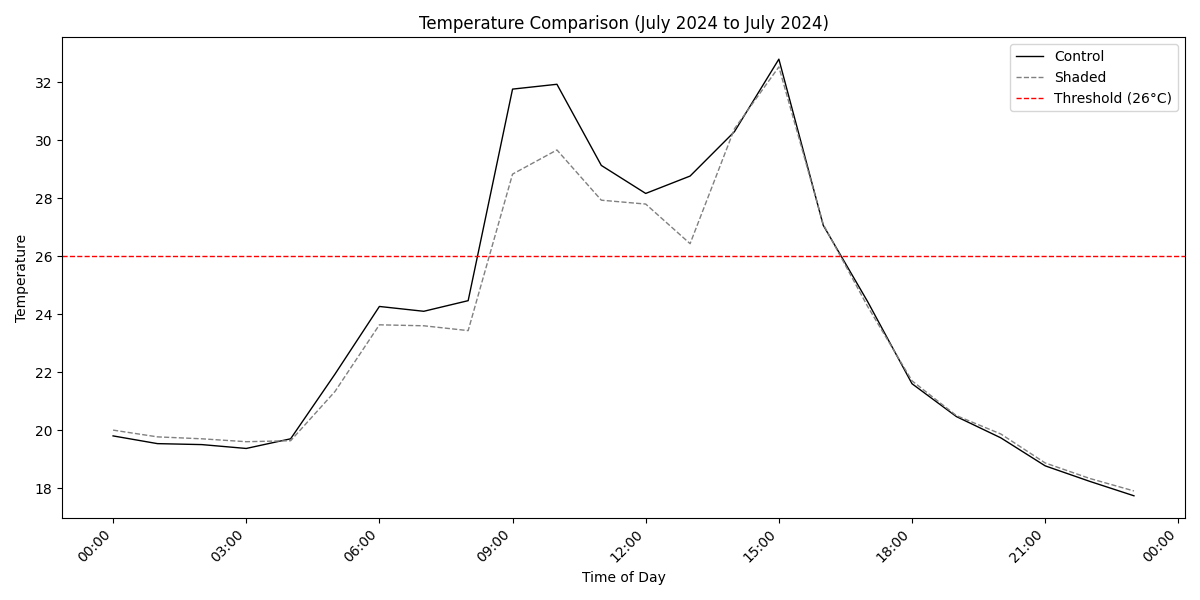 Temperature Comparison (July 2024 to July 2024)
Control
Shaded
Threshold (26°C)
Temperature
32
30
28
26
24
22
20
18
00:00
03:00
06:00
09:00
12:00
15:00
18:00
21:00
00:00
Time of Day